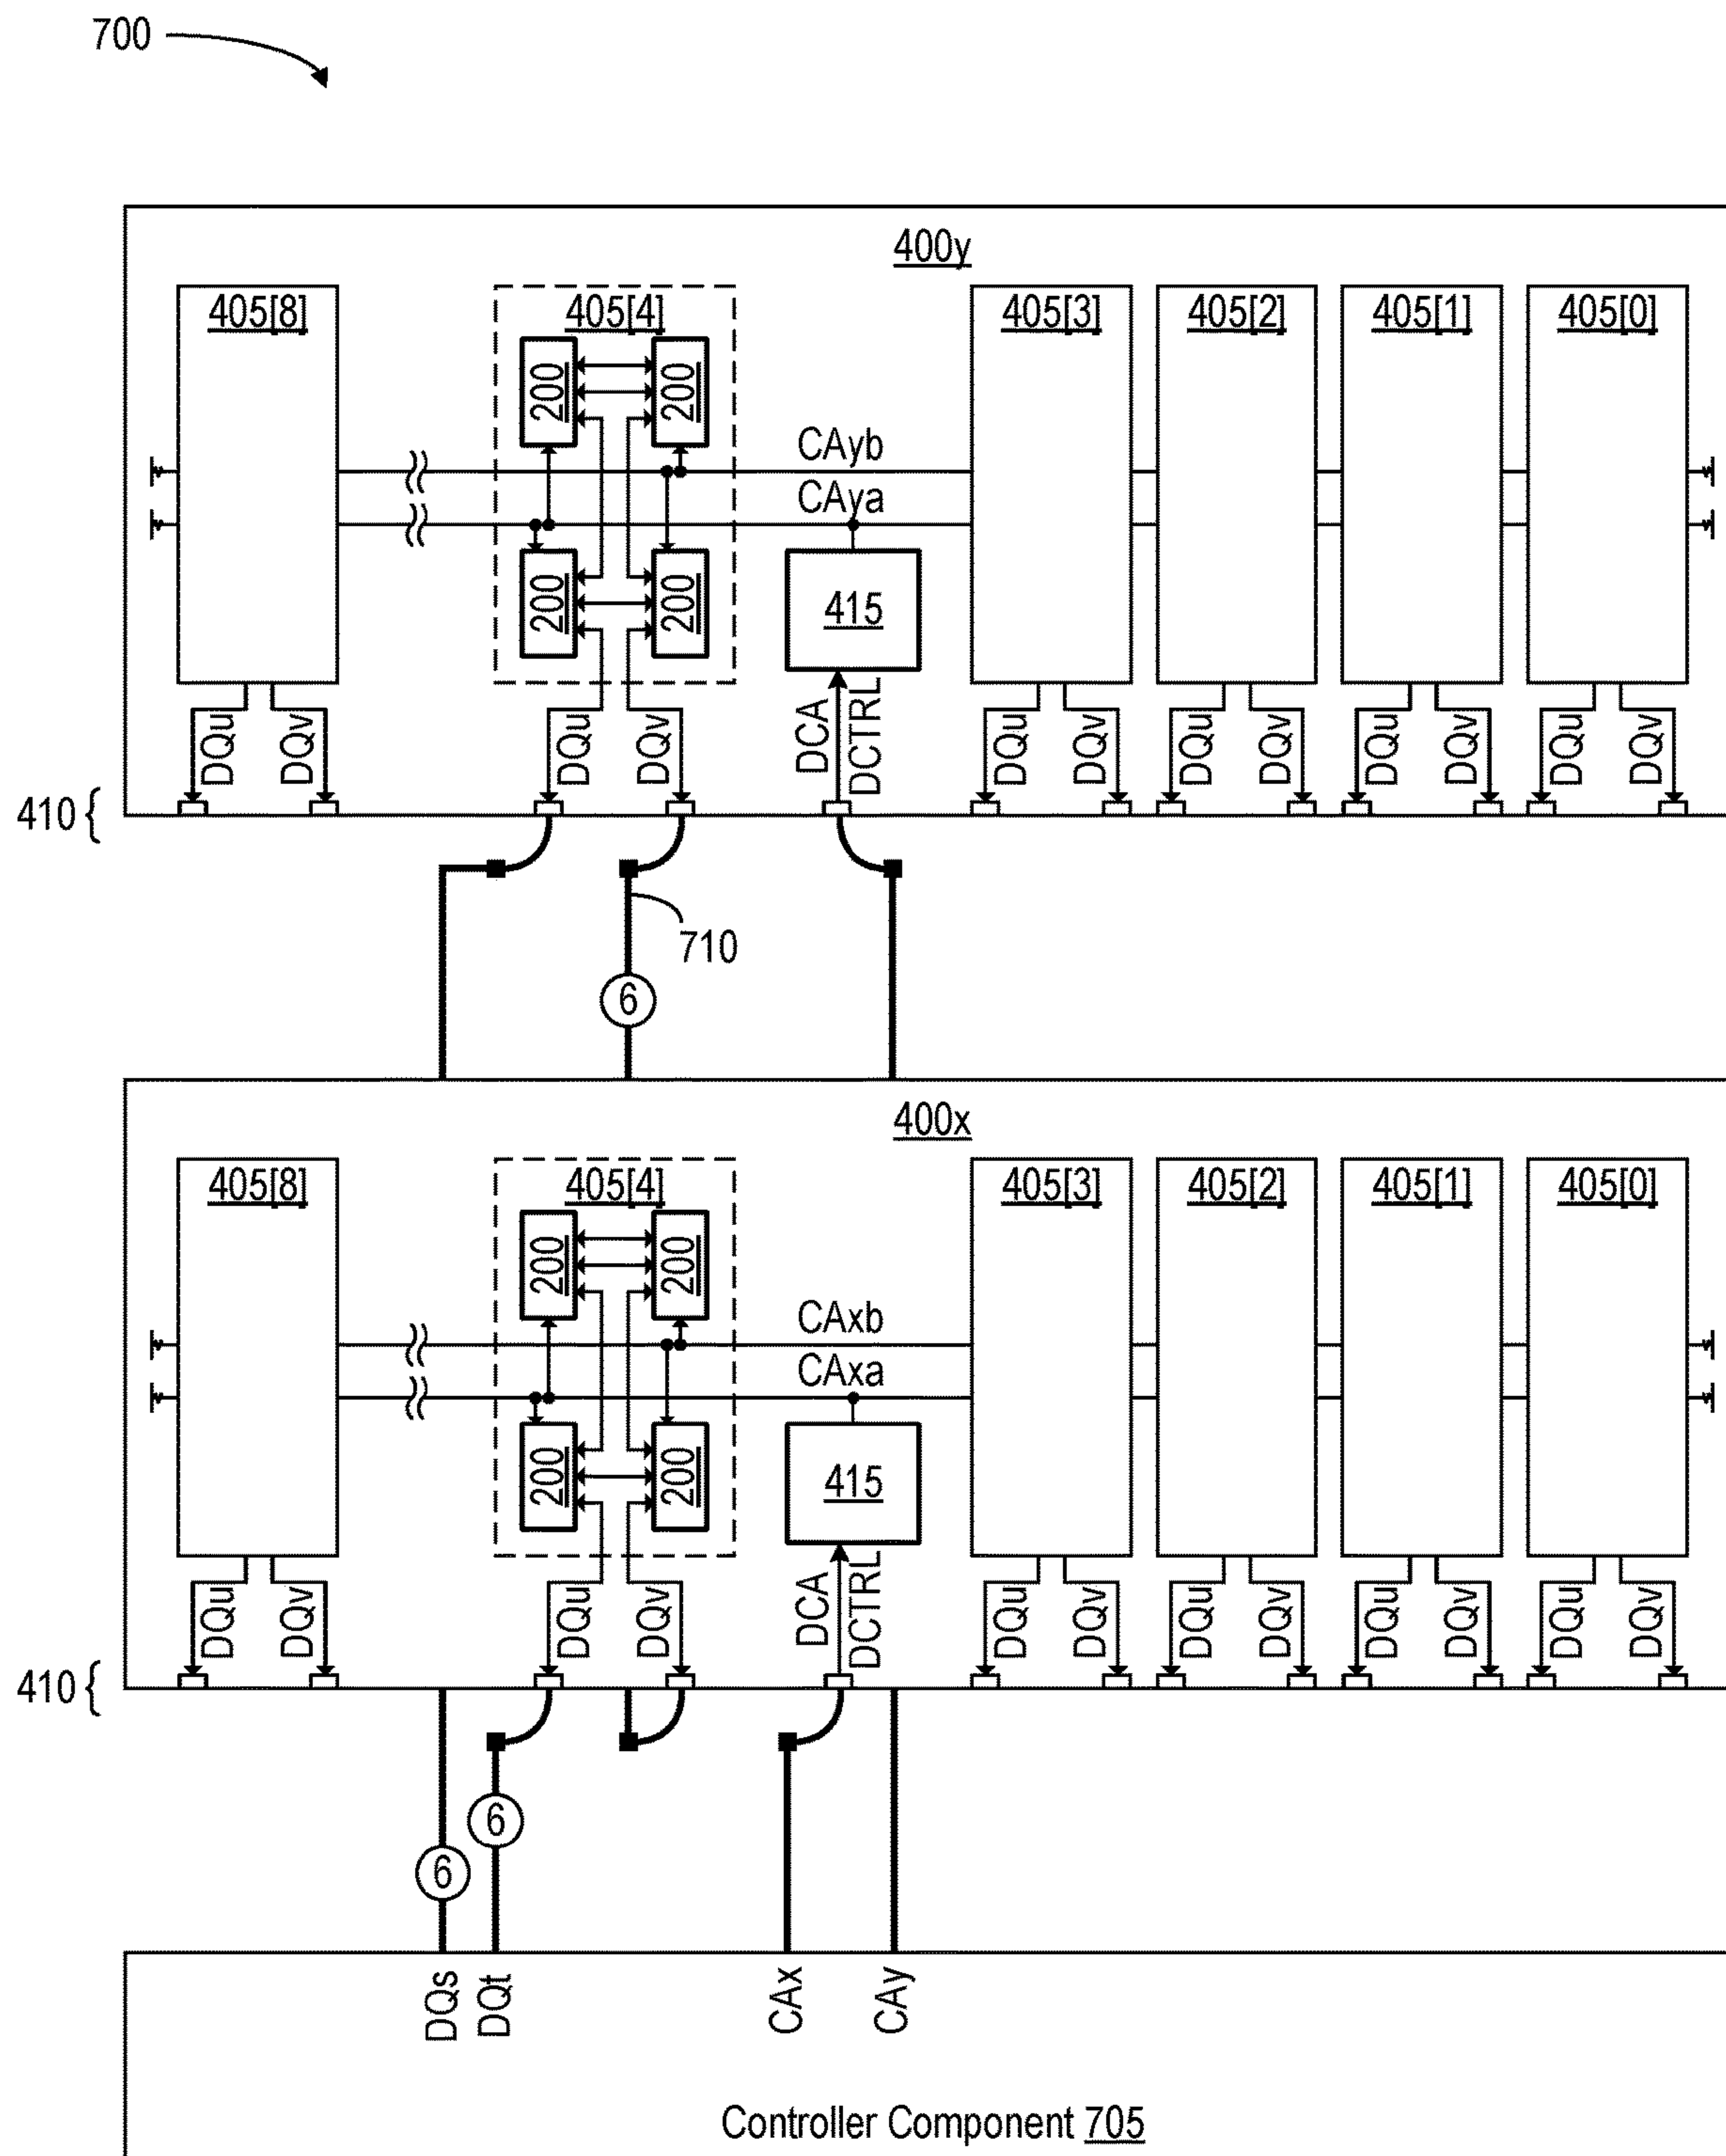 700
400y
405[8] 405[4] 405[3] 405[2] 405[1] 405[0]
200 200
CAyb
CAya
200 200 415
DQu DQv DQu DQv DCA DCTRL DQu DQv DQu DQv DQu DQv DQu DQv
410 {
710
6
400x
405[8] 405[4] 405[3] 405[2] 405[1] 405[0]
200 200
CAxb
CAxa
200 200 415
DQu DQv DQu DQv DCA DCTRL DQu DQv DQu DQv DQu DQv DQu DQv
410 {
6
6
DQs DQt CAx CAy
Controller Component 705